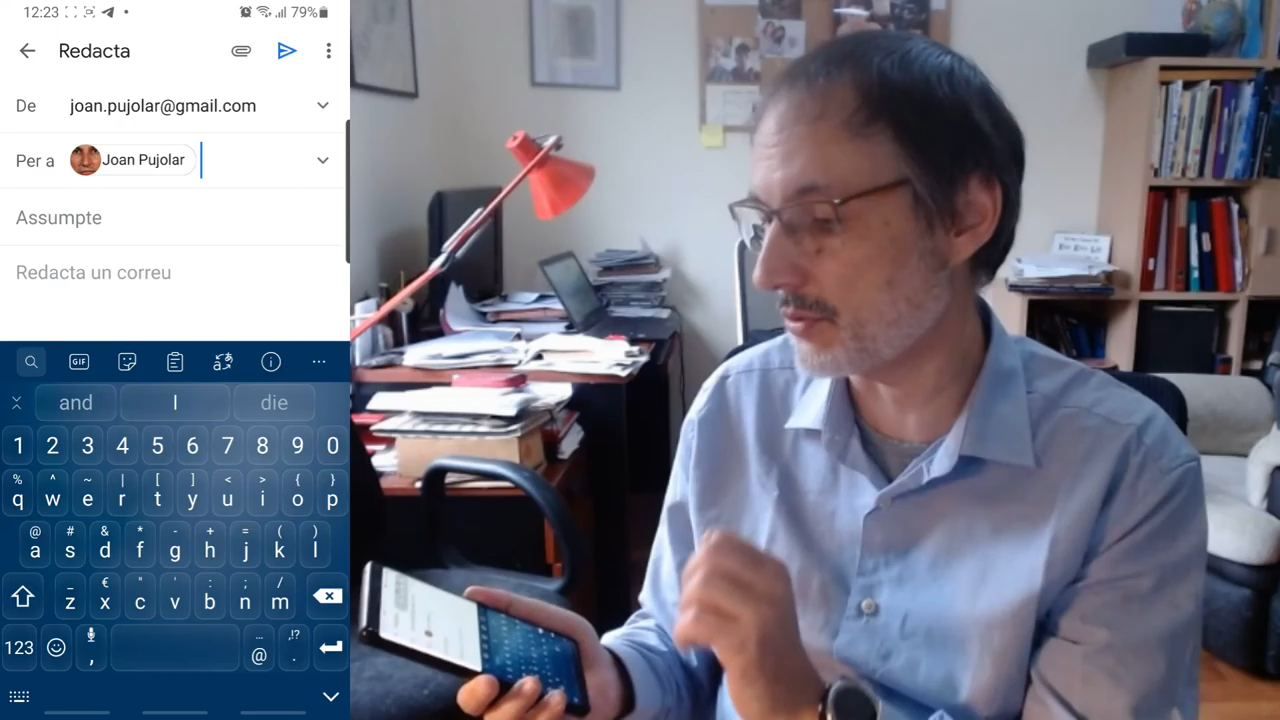 12:23 79%
Redacta
De joan.pujolar@gmail.com
Per a Joan Pujolar
Assumpte
Redacta un correu
GIF
and I die
1 2 3 4 5 6 7 8 9 0
% ^ ~ | [ ] < > { }
q w e r t y u i o p
@ # & * - + = ( )
a s d f g h j k l
_ € " ' : ; /
z x c v b n m
... ,!?
123 , @ .